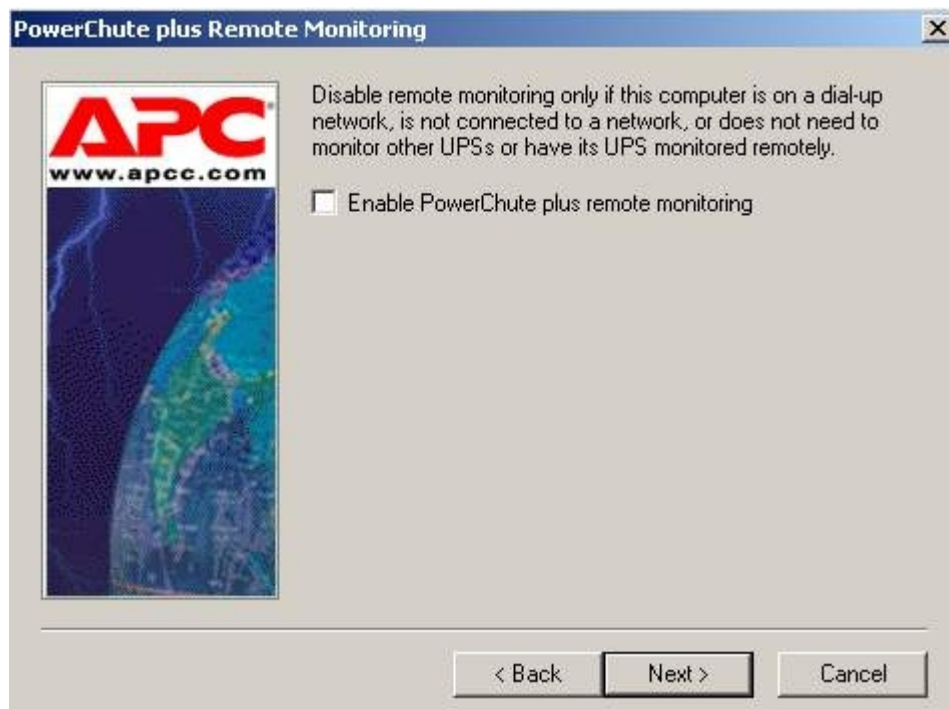 PowerChute plus Remote Monitoring
APC
www.apcc.com
Disable remote monitoring only if this computer is on a dial-up
network, is not connected to a network, or does not need to
monitor other UPSs or have its UPS monitored remotely.
Enable PowerChute plus remote monitoring
< Back
Next >
Cancel